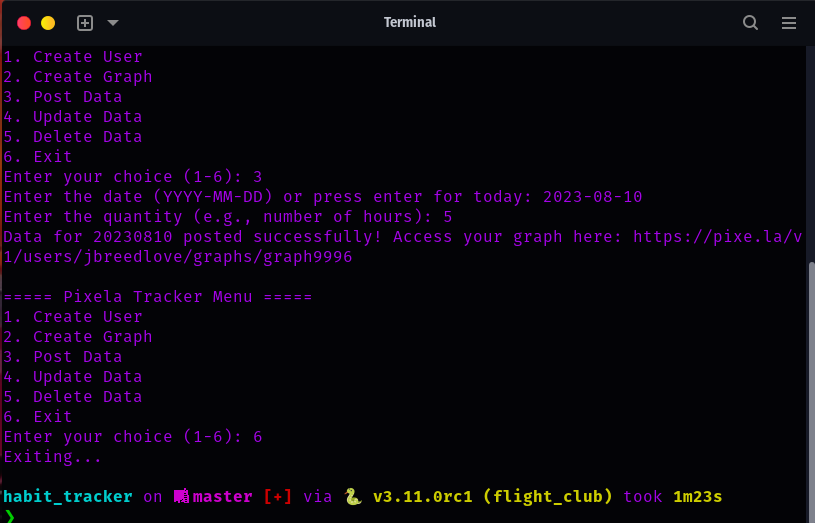 Terminal
1. Create User
2. Create Graph
3. Post Data
4. Update Data
5. Delete Data
6. Exit
Enter your choice (1-6): 3
Enter the date (YYYY-MM-DD) or press enter for today: 2023-08-10
Enter the quantity (e.g., number of hours): 5
Data for 20230810 posted successfully! Access your graph here: https://pixe.la/v
1/users/jbreedlove/graphs/graph9996
===== Pixela Tracker Menu =====
1. Create User
2. Create Graph
3. Post Data
4. Update Data
5. Delete Data
6. Exit
Enter your choice (1-6): 6
Exiting...
habit_tracker on master [+] via 🐍 v3.11.0rc1 (flight_club) took 1m23s
❯